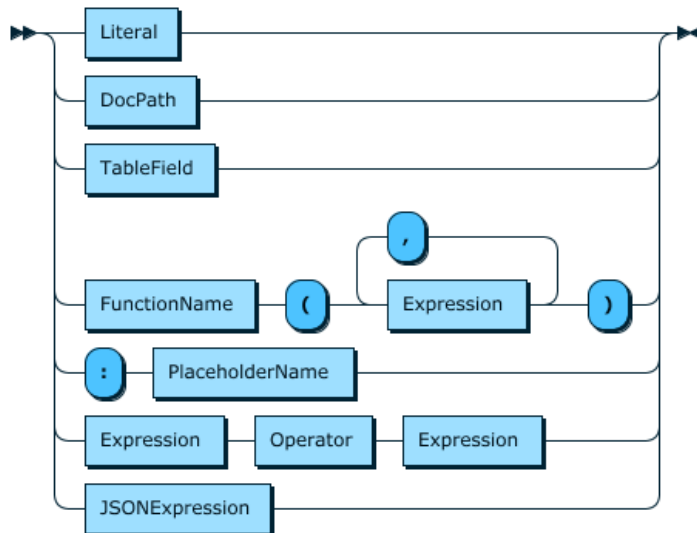 Literal
DocPath
TableField
,
FunctionName ( Expression )
: PlaceholderName
Expression Operator Expression
JSONExpression